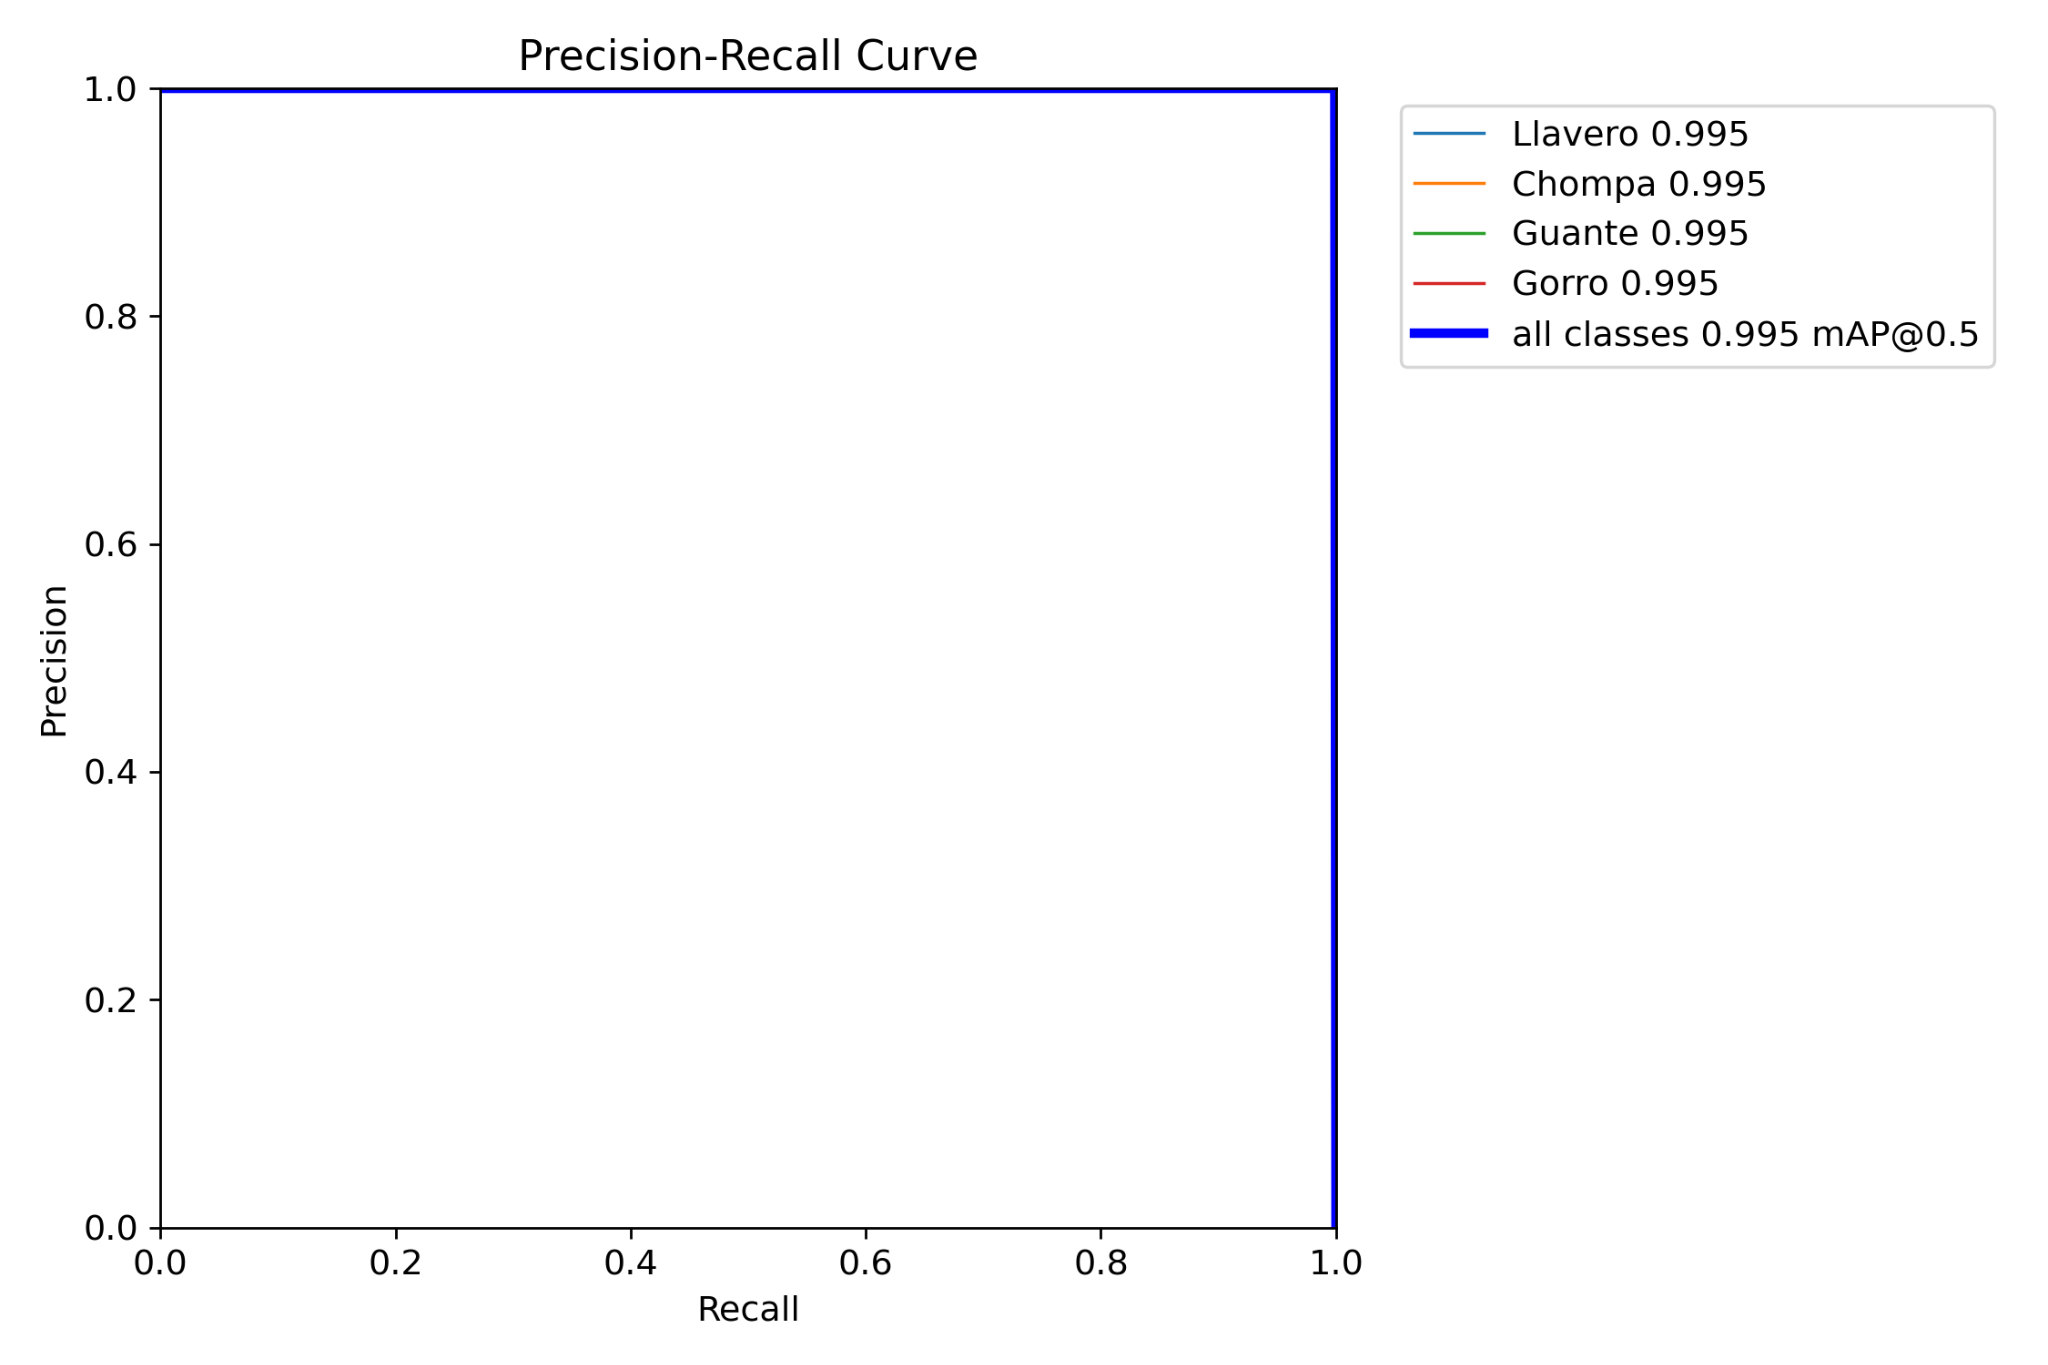 Precision-Recall Curve
1.0
0.8
0.6
0.4
0.2
0.0
Precision
0.0 0.2 0.4 0.6 0.8 1.0
Recall
Llavero 0.995
Chompa 0.995
Guante 0.995
Gorro 0.995
all classes 0.995 mAP@0.5